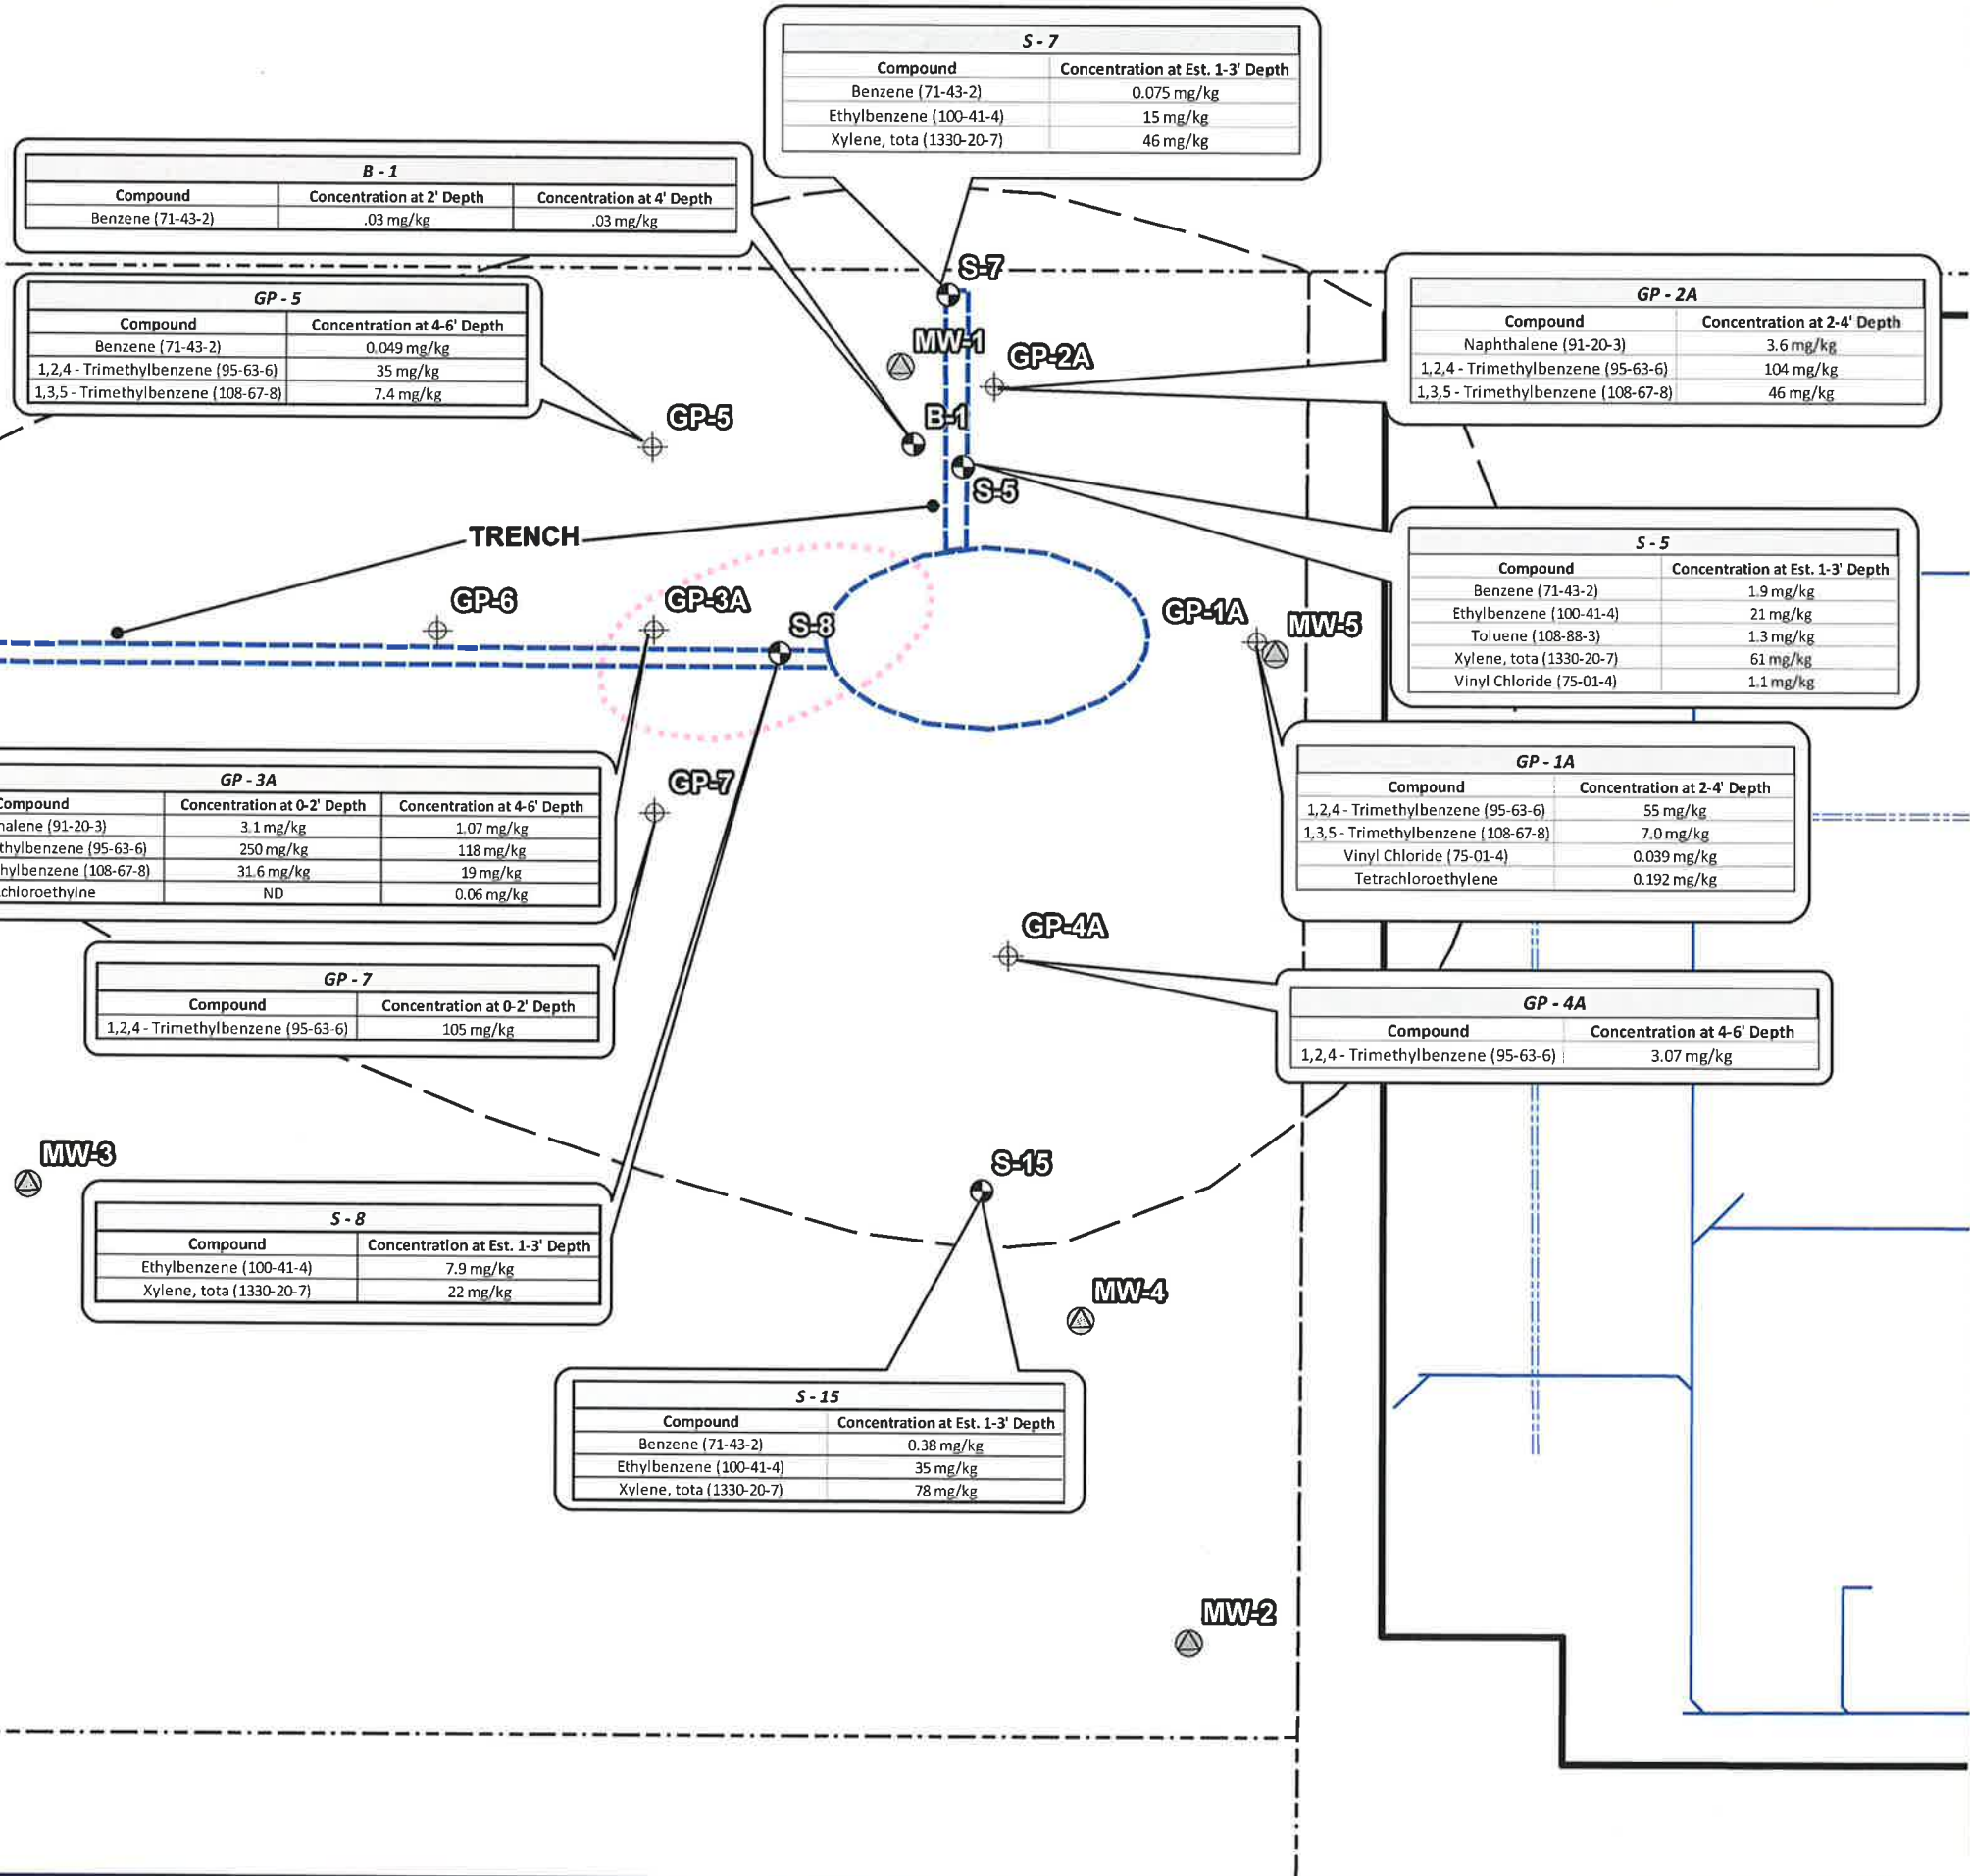 S - 7
Compound Concentration at Est. 1-3' Depth
Benzene (71-43-2) 0.075 mg/kg
Ethylbenzene (100-41-4) 15 mg/kg
Xylene, tota (1330-20-7) 46 mg/kg
B - 1
Compound Concentration at 2' Depth Concentration at 4' Depth
Benzene (71-43-2) .03 mg/kg .03 mg/kg
GP - 5
Compound Concentration at 4-6' Depth
Benzene (71-43-2) 0.049 mg/kg
1,2,4 - Trimethylbenzene (95-63-6) 35 mg/kg
1,3,5 - Trimethylbenzene (108-67-8) 7.4 mg/kg
GP - 2A
Compound Concentration at 2-4' Depth
Naphthalene (91-20-3) 3.6 mg/kg
1,2,4 - Trimethylbenzene (95-63-6) 104 mg/kg
1,3,5 - Trimethylbenzene (108-67-8) 46 mg/kg
S-7
MW-1
GP-2A
GP-5
B-1
S-5
TRENCH
S - 5
Compound Concentration at Est. 1-3' Depth
Benzene (71-43-2) 1.9 mg/kg
Ethylbenzene (100-41-4) 21 mg/kg
Toluene (108-88-3) 1.3 mg/kg
Xylene, tota (1330-20-7) 61 mg/kg
Vinyl Chloride (75-01-4) 1.1 mg/kg
GP-6
GP-3A
S-8
GP-1A
MW-5
GP - 3A
Compound Concentration at 0-2' Depth Concentration at 4-6' Depth
halene (91-20-3) 3.1 mg/kg 1.07 mg/kg
thylbenzene (95-63-6) 250 mg/kg 118 mg/kg
hylbenzene (108-67-8) 31.6 mg/kg 19 mg/kg
chloroethyine ND 0.06 mg/kg
GP-7
GP - 1A
Compound Concentration at 2-4' Depth
1,2,4 - Trimethylbenzene (95-63-6) 55 mg/kg
1,3,5 - Trimethylbenzene (108-67-8) 7.0 mg/kg
Vinyl Chloride (75-01-4) 0.039 mg/kg
Tetrachloroethylene 0.192 mg/kg
GP-4A
GP - 7
Compound Concentration at 0-2' Depth
1,2,4 - Trimethylbenzene (95-63-6) 105 mg/kg
GP - 4A
Compound Concentration at 4-6' Depth
1,2,4 - Trimethylbenzene (95-63-6) 3.07 mg/kg
MW-3
S-15
S - 8
Compound Concentration at Est. 1-3' Depth
Ethylbenzene (100-41-4) 7.9 mg/kg
Xylene, tota (1330-20-7) 22 mg/kg
MW-4
S - 15
Compound Concentration at Est. 1-3' Depth
Benzene (71-43-2) 0.38 mg/kg
Ethylbenzene (100-41-4) 35 mg/kg
Xylene, tota (1330-20-7) 78 mg/kg
MW-2